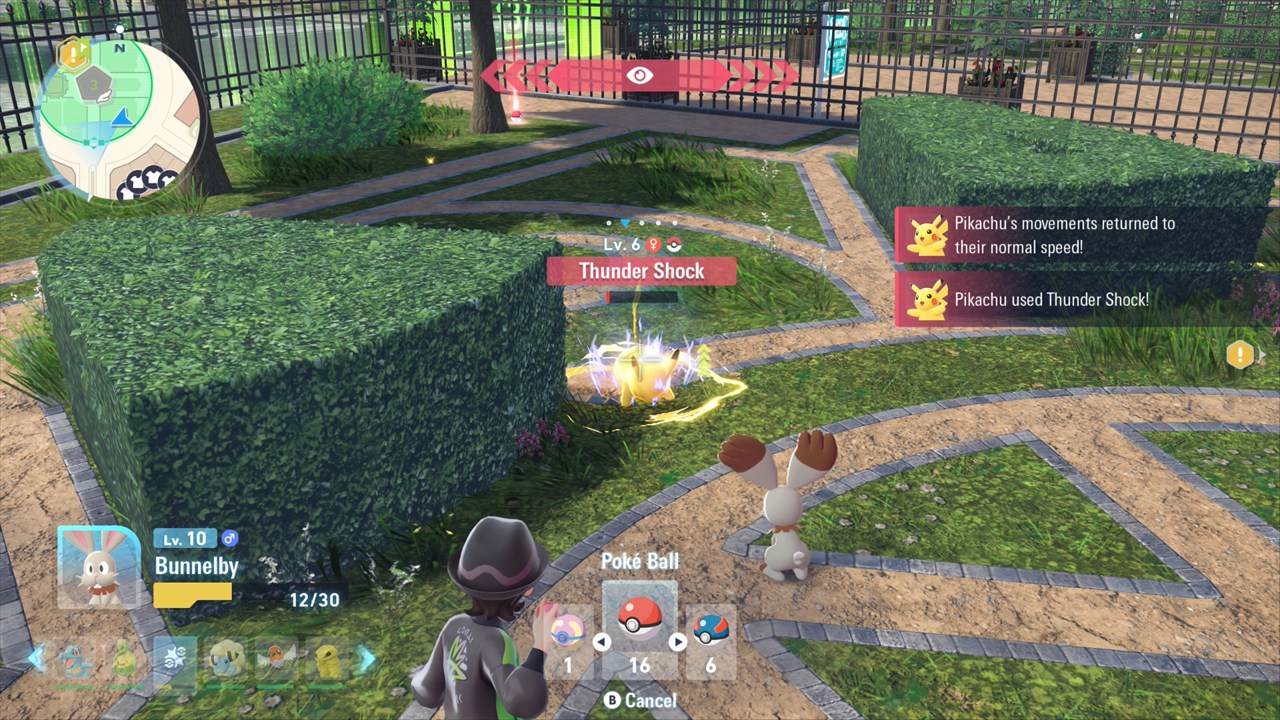 N
3
Lv. 6 ♀
Thunder Shock
Pikachu's movements returned to
their normal speed!
Pikachu used Thunder Shock!
Lv. 10 ♂
Bunnelby
12/30
Poké Ball
1
16
6
B Cancel